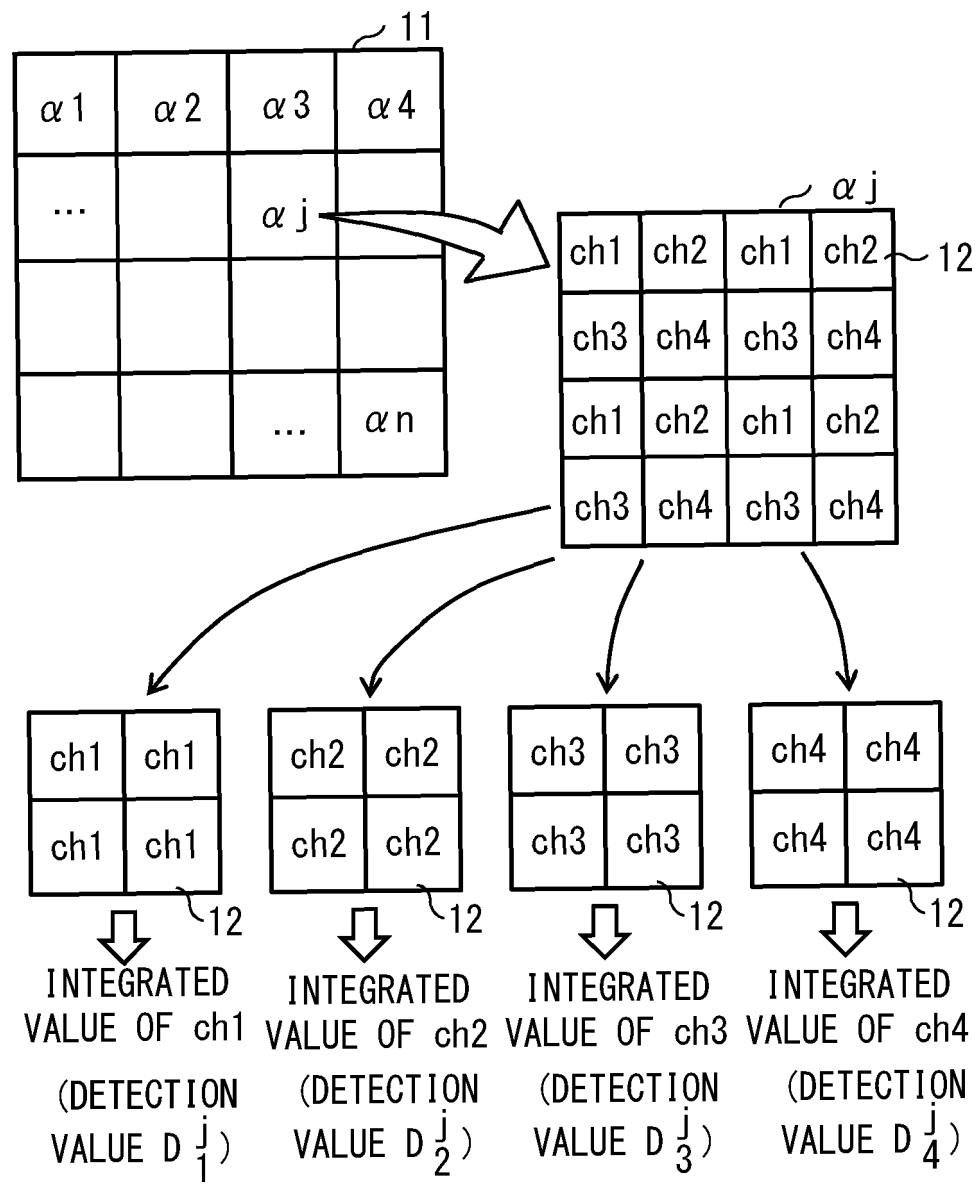 11
α1 α2 α3 α4
... αj
... αn
αj
ch1 ch2 ch1 ch2 12
ch3 ch4 ch3 ch4
ch1 ch2 ch1 ch2
ch3 ch4 ch3 ch4
ch1 ch1
ch1 ch1
12
INTEGRATED
VALUE OF ch1
(DETECTION
VALUE D j 1)
ch2 ch2
ch2 ch2
12
INTEGRATED
VALUE OF ch2
(DETECTION
VALUE D j 2)
ch3 ch3
ch3 ch3
12
INTEGRATED
VALUE OF ch3
(DETECTION
VALUE D j 3)
ch4 ch4
ch4 ch4
12
INTEGRATED
VALUE OF ch4
(DETECTION
VALUE D j 4)